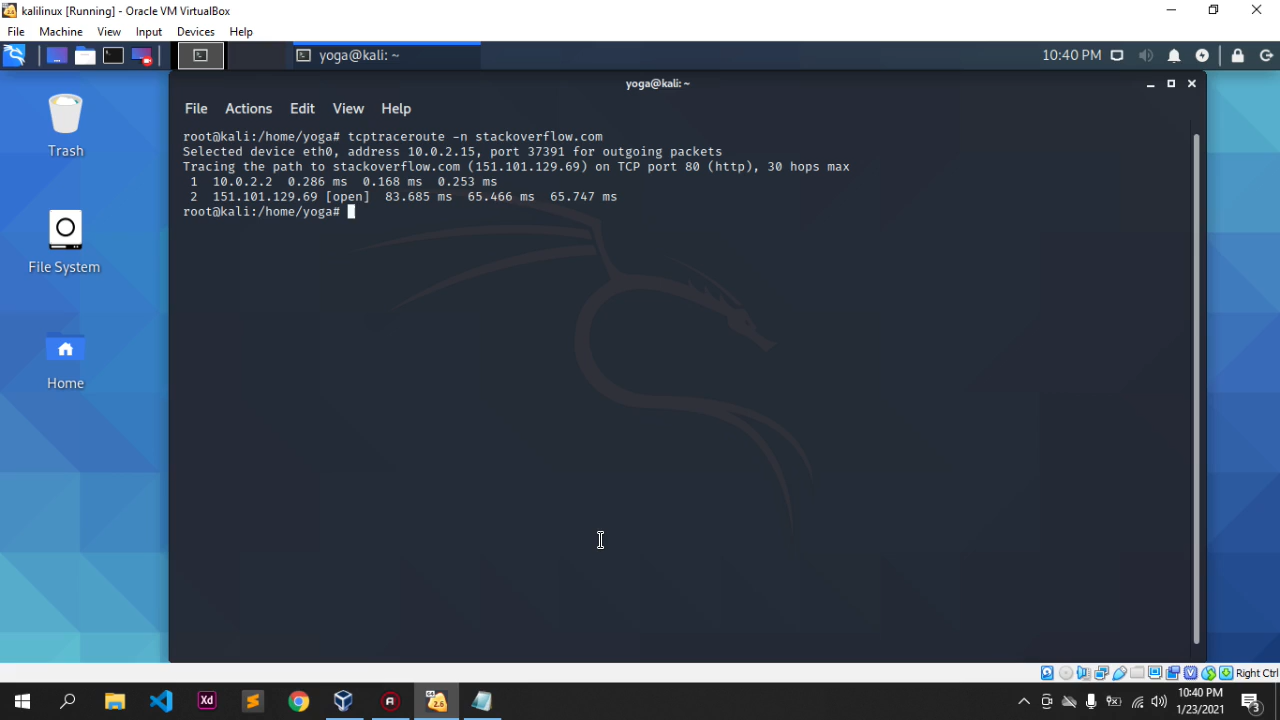 kalilinux [Running] - Oracle VM VirtualBox
File Machine View Input Devices Help
yoga@kali: ~
10:40 PM
yoga@kali: ~
File Actions Edit View Help
root@kali:/home/yoga# tcptraceroute -n stackoverflow.com
Selected device eth0, address 10.0.2.15, port 37391 for outgoing packets
Tracing the path to stackoverflow.com (151.101.129.69) on TCP port 80 (http), 30 hops max
1 10.0.2.2 0.286 ms 0.168 ms 0.253 ms
2 151.101.129.69 [open] 83.685 ms 65.466 ms 65.747 ms
root@kali:/home/yoga#
Trash
File System
Home
Right Ctrl
Xd
2.6
10:40 PM
1/23/2021
3